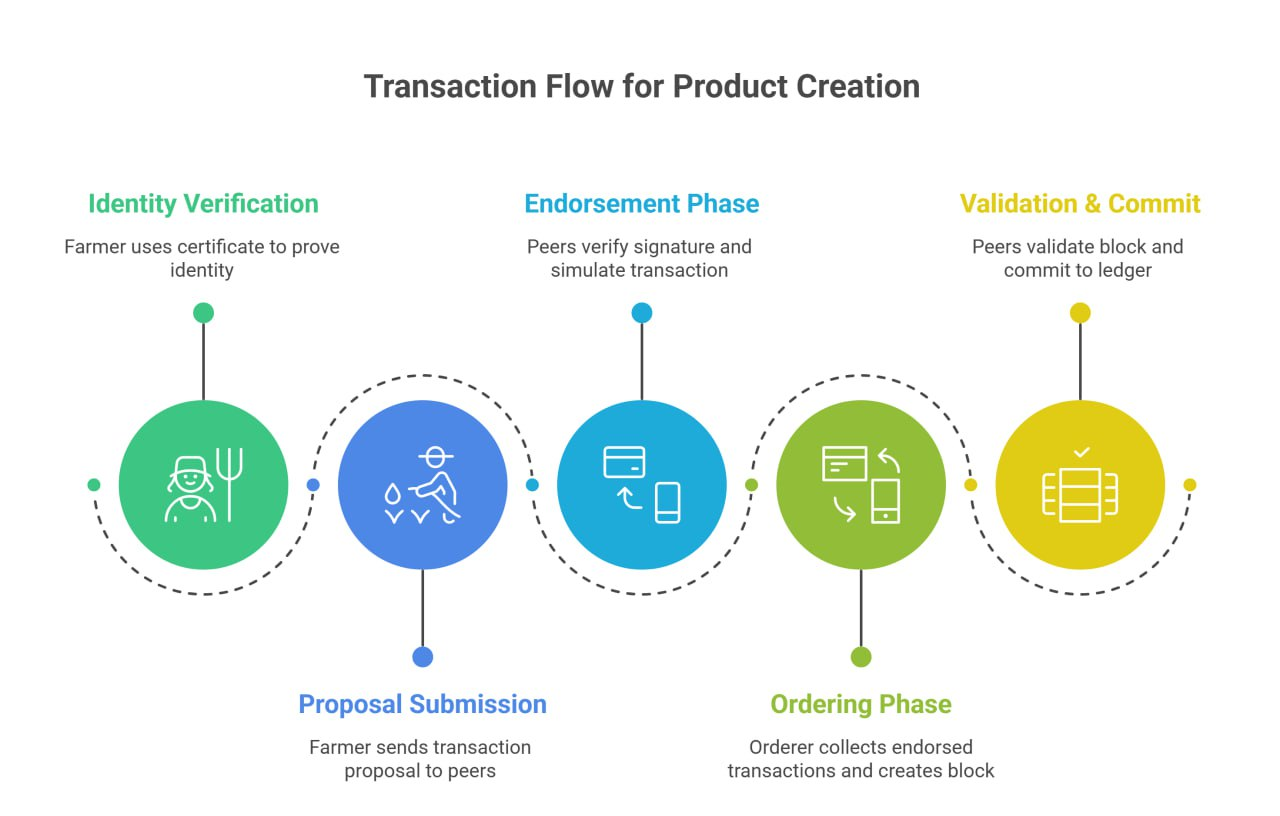 Transaction Flow for Product Creation
Identity Verification
Farmer uses certificate to prove
identity
Proposal Submission
Farmer sends transaction
proposal to peers
Endorsement Phase
Peers verify signature and
simulate transaction
Ordering Phase
Orderer collects endorsed
transactions and creates block
Validation & Commit
Peers validate block and
commit to ledger